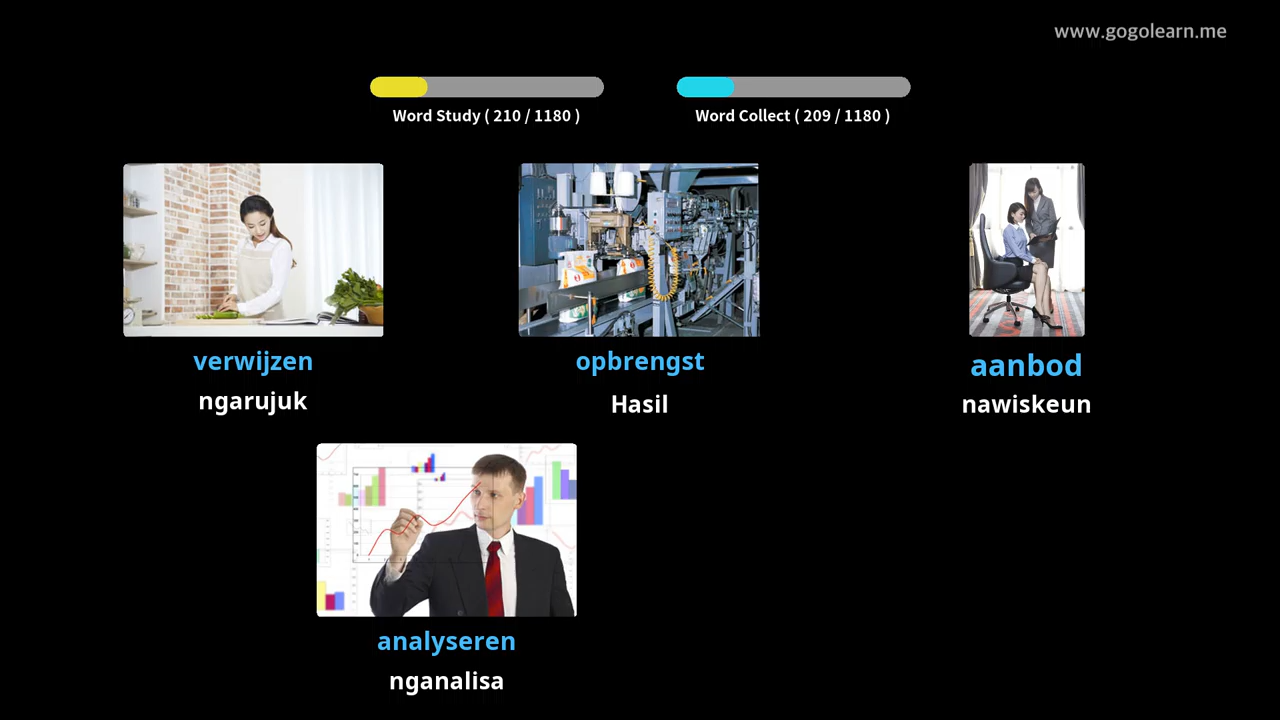 www.gogolearn.me
Word Study ( 210 / 1180 )
Word Collect ( 209 / 1180 )
verwijzen
ngarujuk
opbrengst
Hasil
aanbod
nawiskeun
analyseren
nganalisa